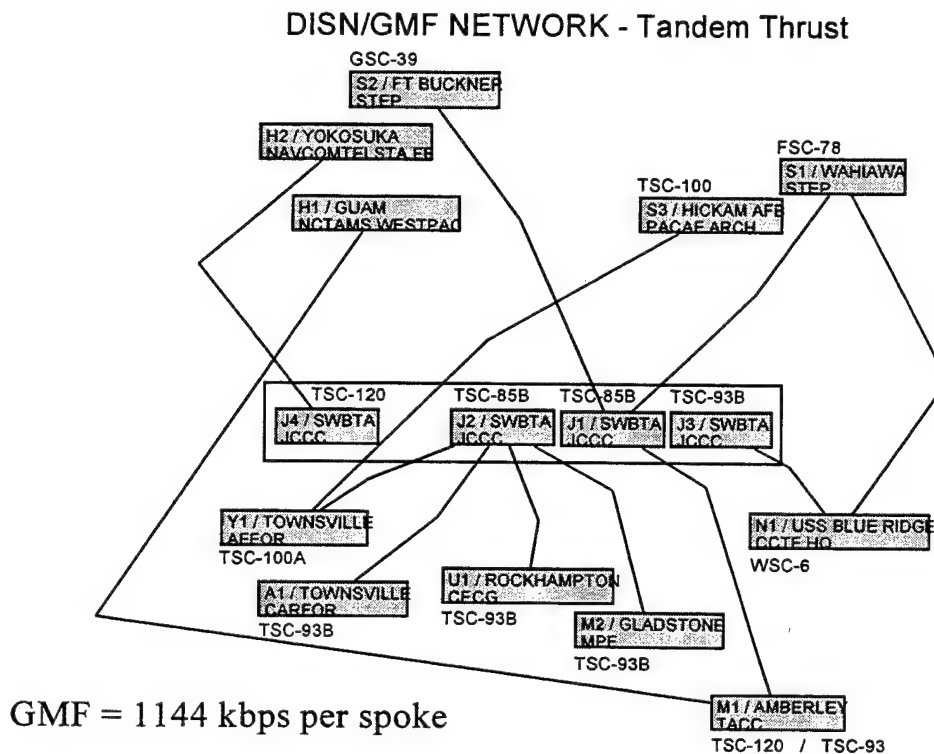 DISN/GMF NETWORK - Tandem Thrust
GSC-39
S2 / FT BUCKNER
STEP
H2 / YOKOSUKA
NAVCOMTELSTA FE
FSC-78
S1 / WAHIAWA
STEP
TSC-100
S3 / HICKAM AFB
PACAF ARCH
H1 / GUAM
NCTAMS WESTPAC
TSC-120
J4 / SWBTA
JCCC
TSC-85B
J2 / SWBTA
JCCC
TSC-85B
J1 / SWBTA
JCCC
TSC-93B
J3 / SWBTA
JCCC
Y1 / TOWNSVILLE
AFFOR
TSC-100A
N1 / USS BLUE RIDGE
CCTF HQ
WSC-6
A1 / TOWNSVILLE
CARFOR
TSC-93B
U1 / ROCKHAMPTON
CECG
TSC-93B
M2 / GLADSTONE
MPF
TSC-93B
M1 / AMBERLEY
TACC
TSC-120 / TSC-93
GMF = 1144 kbps per spoke